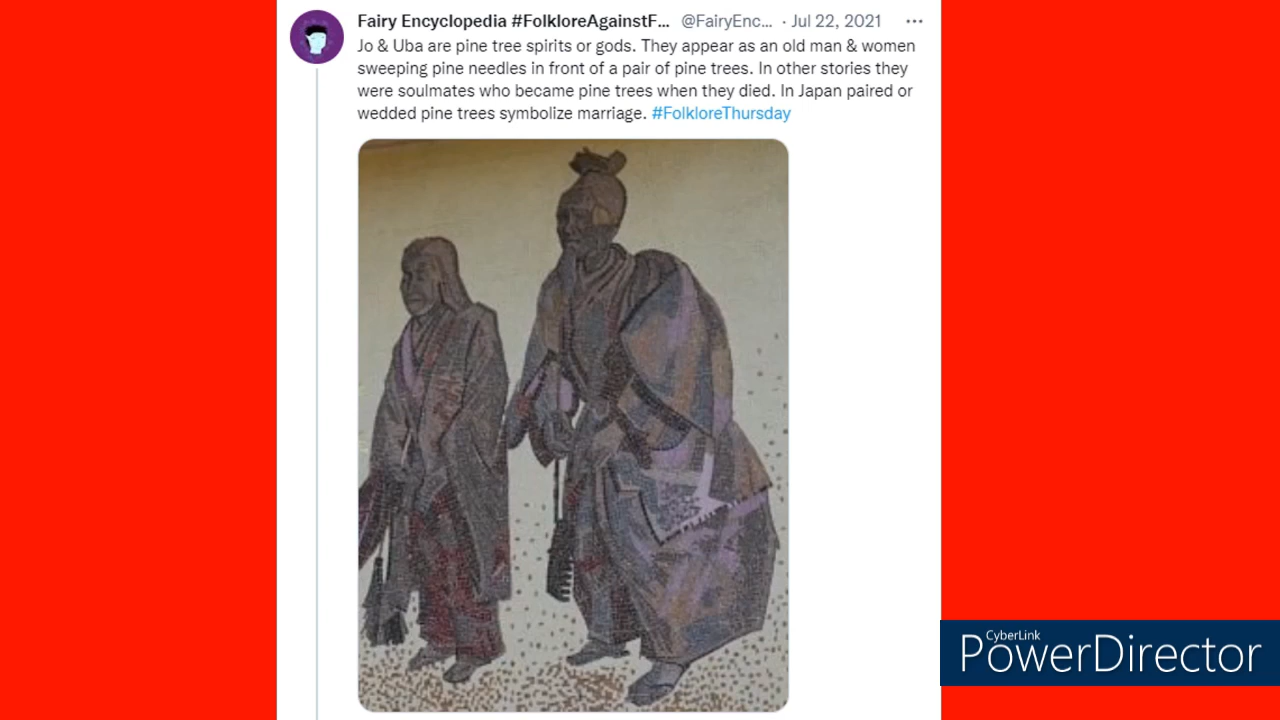 Fairy Encyclopedia #FolkloreAgainstF... @FairyEnc... · Jul 22, 2021 ···
Jo & Uba are pine tree spirits or gods. They appear as an old man & women
sweeping pine needles in front of a pair of pine trees. In other stories they
were soulmates who became pine trees when they died. In Japan paired or
wedded pine trees symbolize marriage. #FolkloreThursday
CyberLink
PowerDirector